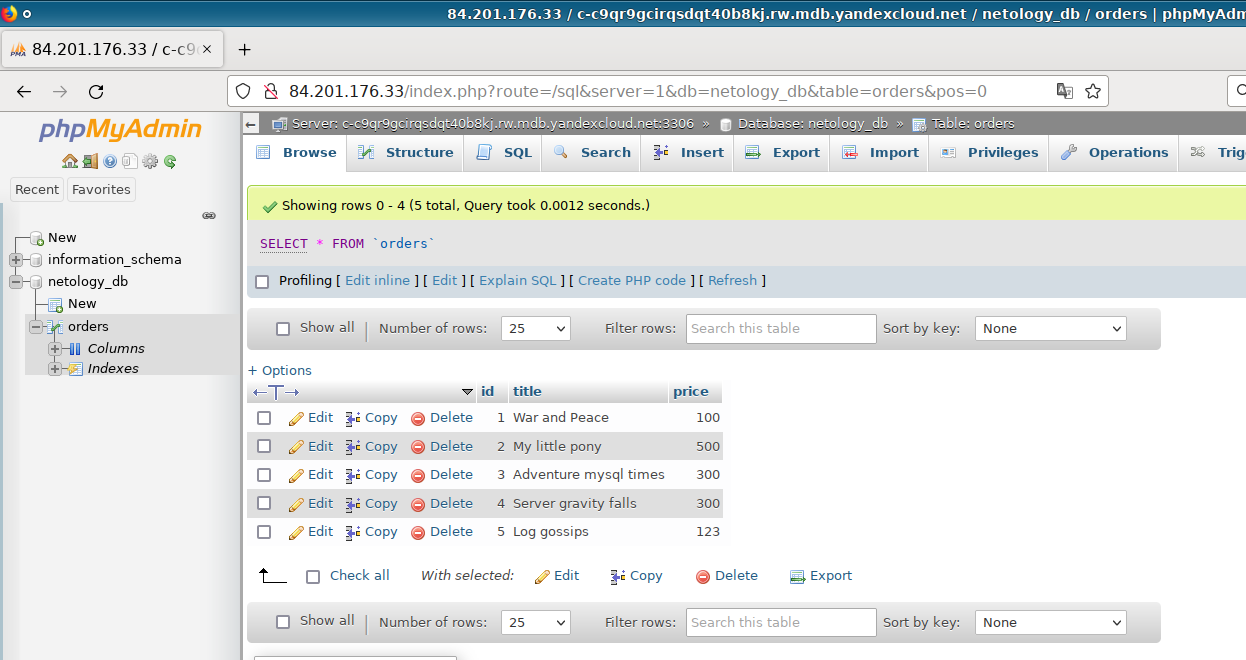 84.201.176.33 / c-c9qr9gcirqsdqt40b8kj.rw.mdb.yandexcloud.net / netology_db / orders | phpMyAdm
PMA 84.201.176.33 / c-c9
84.201.176.33/index.php?route=/sql&server=1&db=netology_db&table=orders&pos=0
phpMyAdmin
Recent Favorites
New
information_schema
netology_db
New
orders
Columns
Indexes
Server: c-c9qr9gcirqsdqt40b8kj.rw.mdb.yandexcloud.net:3306 » Database: netology_db » Table: orders
Browse Structure SQL Search Insert Export Import Privileges Operations Trig
Showing rows 0 - 4 (5 total, Query took 0.0012 seconds.)
SELECT * FROM `orders`
Profiling [ Edit inline ] [ Edit ] [ Explain SQL ] [ Create PHP code ] [ Refresh ]
Show all | Number of rows: 25 Filter rows: Search this table Sort by key: None
+ Options
←T→ id title price
Edit Copy Delete 1 War and Peace 100
Edit Copy Delete 2 My little pony 500
Edit Copy Delete 3 Adventure mysql times 300
Edit Copy Delete 4 Server gravity falls 300
Edit Copy Delete 5 Log gossips 123
Check all With selected: Edit Copy Delete Export
Show all | Number of rows: 25 Filter rows: Search this table Sort by key: None